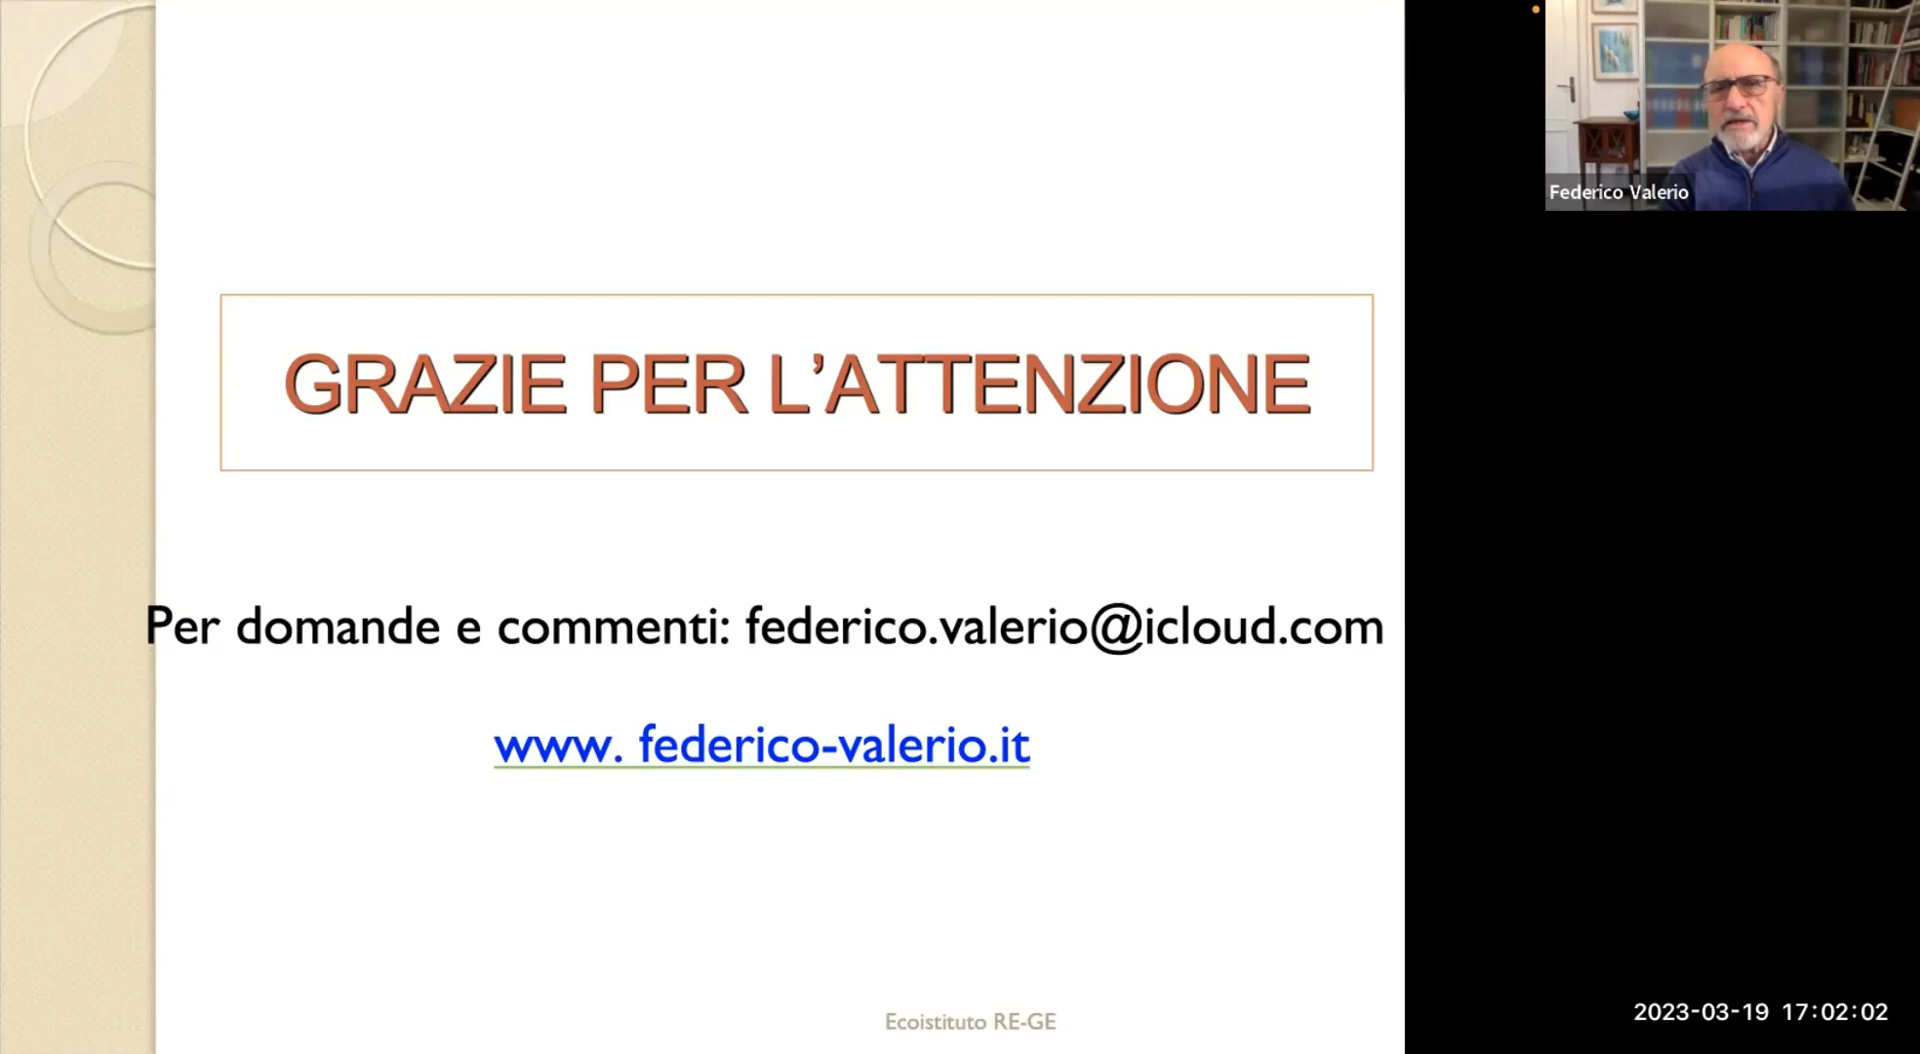 Federico Valerio
GRAZIE PER L’ATTENZIONE
Per domande e commenti: federico.valerio@icloud.com
www. federico-valerio.it
Ecoistituto RE-GE
2023-03-19 17:02:02